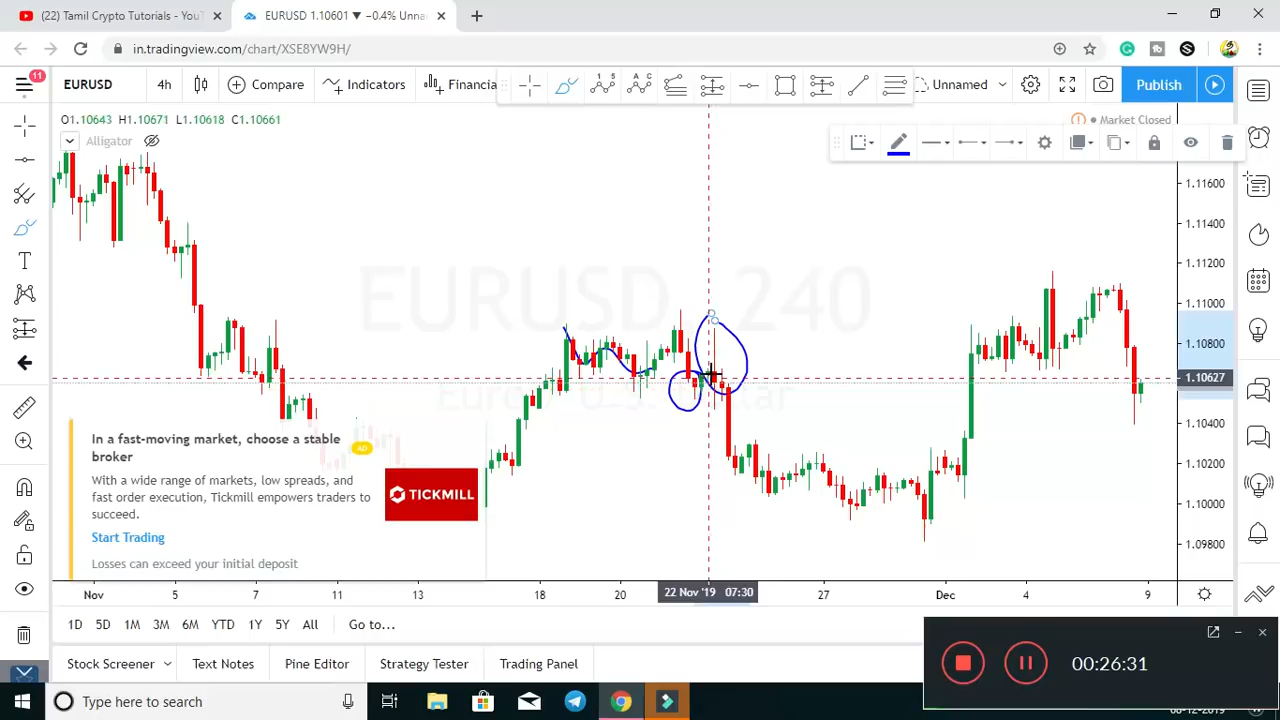 (22) Tamil Crypto Tutorials - YouT
EURUSD 1.10601 ▼ −0.4% Unna
in.tradingview.com/chart/XSE8YW9H/
11
EURUSD
4h
Compare
Indicators
Financia
Unnamed
Publish
O1.10643 H1.10671 L1.10618 C1.10661
Market Closed
Alligator
EURUSD, 240
1.11600
1.11400
1.11200
1.11000
1.10800
1.10627
1.10400
1.10200
1.10000
1.09800
In a fast-moving market, choose a stable
broker
AD
With a wide range of markets, low spreads, and
fast order execution, Tickmill empowers traders to
succeed.
TICKMILL
Start Trading
Losses can exceed your initial deposit
Nov
5
7
11
13
18
20
22 Nov '19 07:30
27
Dec
4
9
1D 5D 1M 3M 6M YTD 1Y 5Y All Go to...
Stock Screener
Text Notes
Pine Editor
Strategy Tester
Trading Panel
00:26:31
Type here to search
08-12-2019